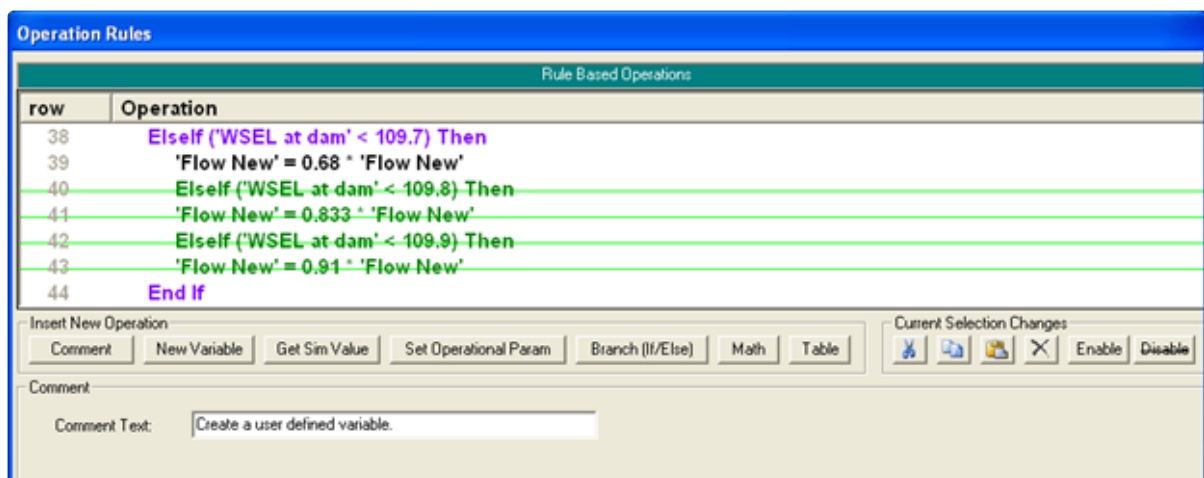 Operation Rules
Rule Based Operations
row Operation
38 ElseIf ('WSEL at dam' < 109.7) Then
39 'Flow New' = 0.68 * 'Flow New'
40 ElseIf ('WSEL at dam' < 109.8) Then
41 'Flow New' = 0.833 * 'Flow New'
42 ElseIf ('WSEL at dam' < 109.9) Then
43 'Flow New' = 0.91 * 'Flow New'
44 End If
Insert New Operation Current Selection Changes
Comment New Variable Get Sim Value Set Operational Param Branch (If/Else) Math Table Enable Disable
Comment
Comment Text: Create a user defined variable.